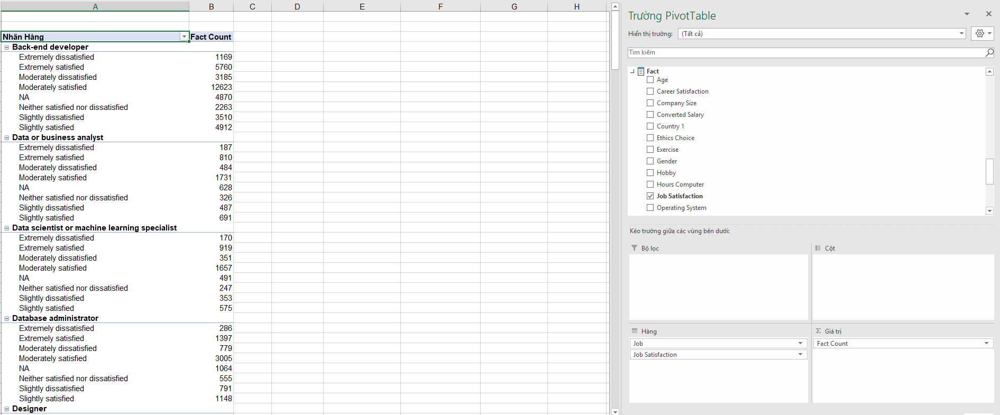 A B C D E F G H
Nhãn Hàng Fact Count
Back-end developer
Extremely dissatisfied 1169
Extremely satisfied 5760
Moderately dissatisfied 3185
Moderately satisfied 12623
NA 4870
Neither satisfied nor dissatisfied 2263
Slightly dissatisfied 3510
Slightly satisfied 4912
Data or business analyst
Extremely dissatisfied 187
Extremely satisfied 810
Moderately dissatisfied 484
Moderately satisfied 1731
NA 628
Neither satisfied nor dissatisfied 326
Slightly dissatisfied 487
Slightly satisfied 691
Data scientist or machine learning specialist
Extremely dissatisfied 170
Extremely satisfied 919
Moderately dissatisfied 351
Moderately satisfied 1657
NA 491
Neither satisfied nor dissatisfied 247
Slightly dissatisfied 353
Slightly satisfied 575
Database administrator
Extremely dissatisfied 286
Extremely satisfied 1397
Moderately dissatisfied 779
Moderately satisfied 3005
NA 1064
Neither satisfied nor dissatisfied 555
Slightly dissatisfied 791
Slightly satisfied 1148
Designer
Trường PivotTable
Hiển thị trường: (Tất cả)
Tìm kiếm
Fact
Age
Career Satisfaction
Company Size
Converted Salary
Country 1
Ethics Choice
Exercise
Gender
Hobby
Hours Computer
Job Satisfaction
Operating System
Kéo trường giữa các vùng bên dưới:
Bộ lọc
Cột
Hàng
Job
Job Satisfaction
Σ Giá trị
Fact Count